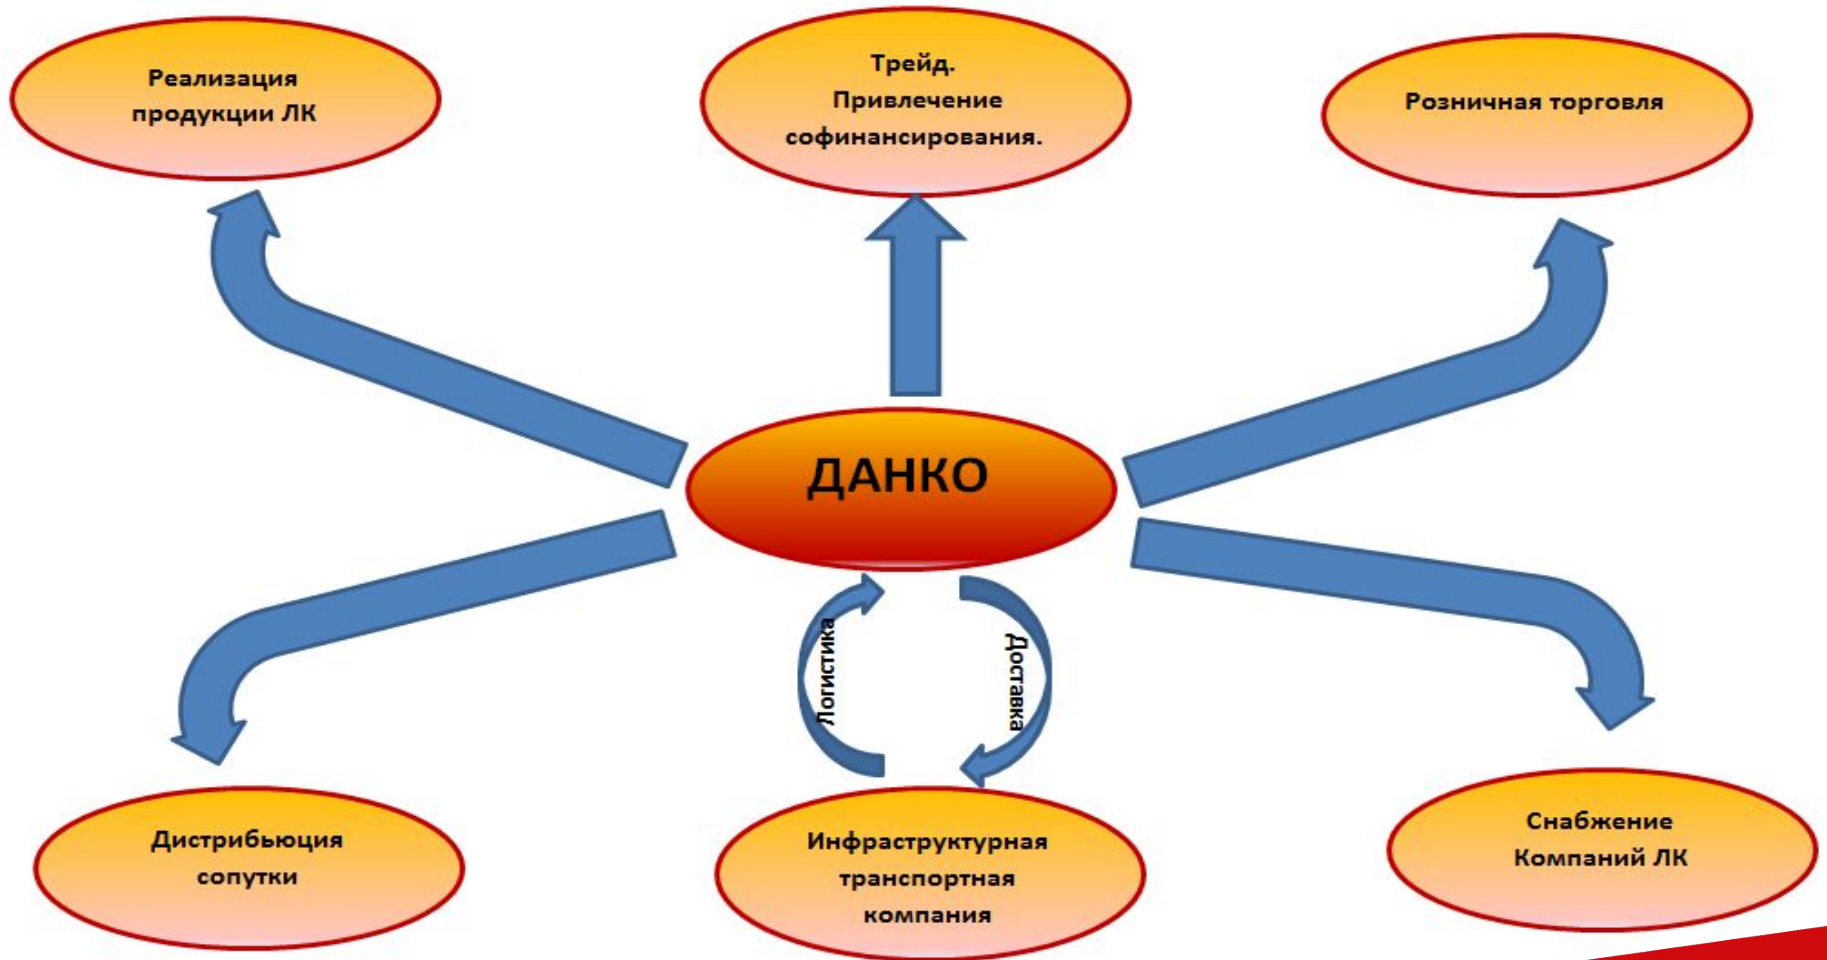 Реализация
продукции ЛК
Трейд.
Привлечение
софинансирования.
Розничная торговля
ДАНКО
Логистика
Доставка
Дистрибьюция
сопутки
Инфраструктурная
транспортная
компания
Снабжение
Компаний ЛК